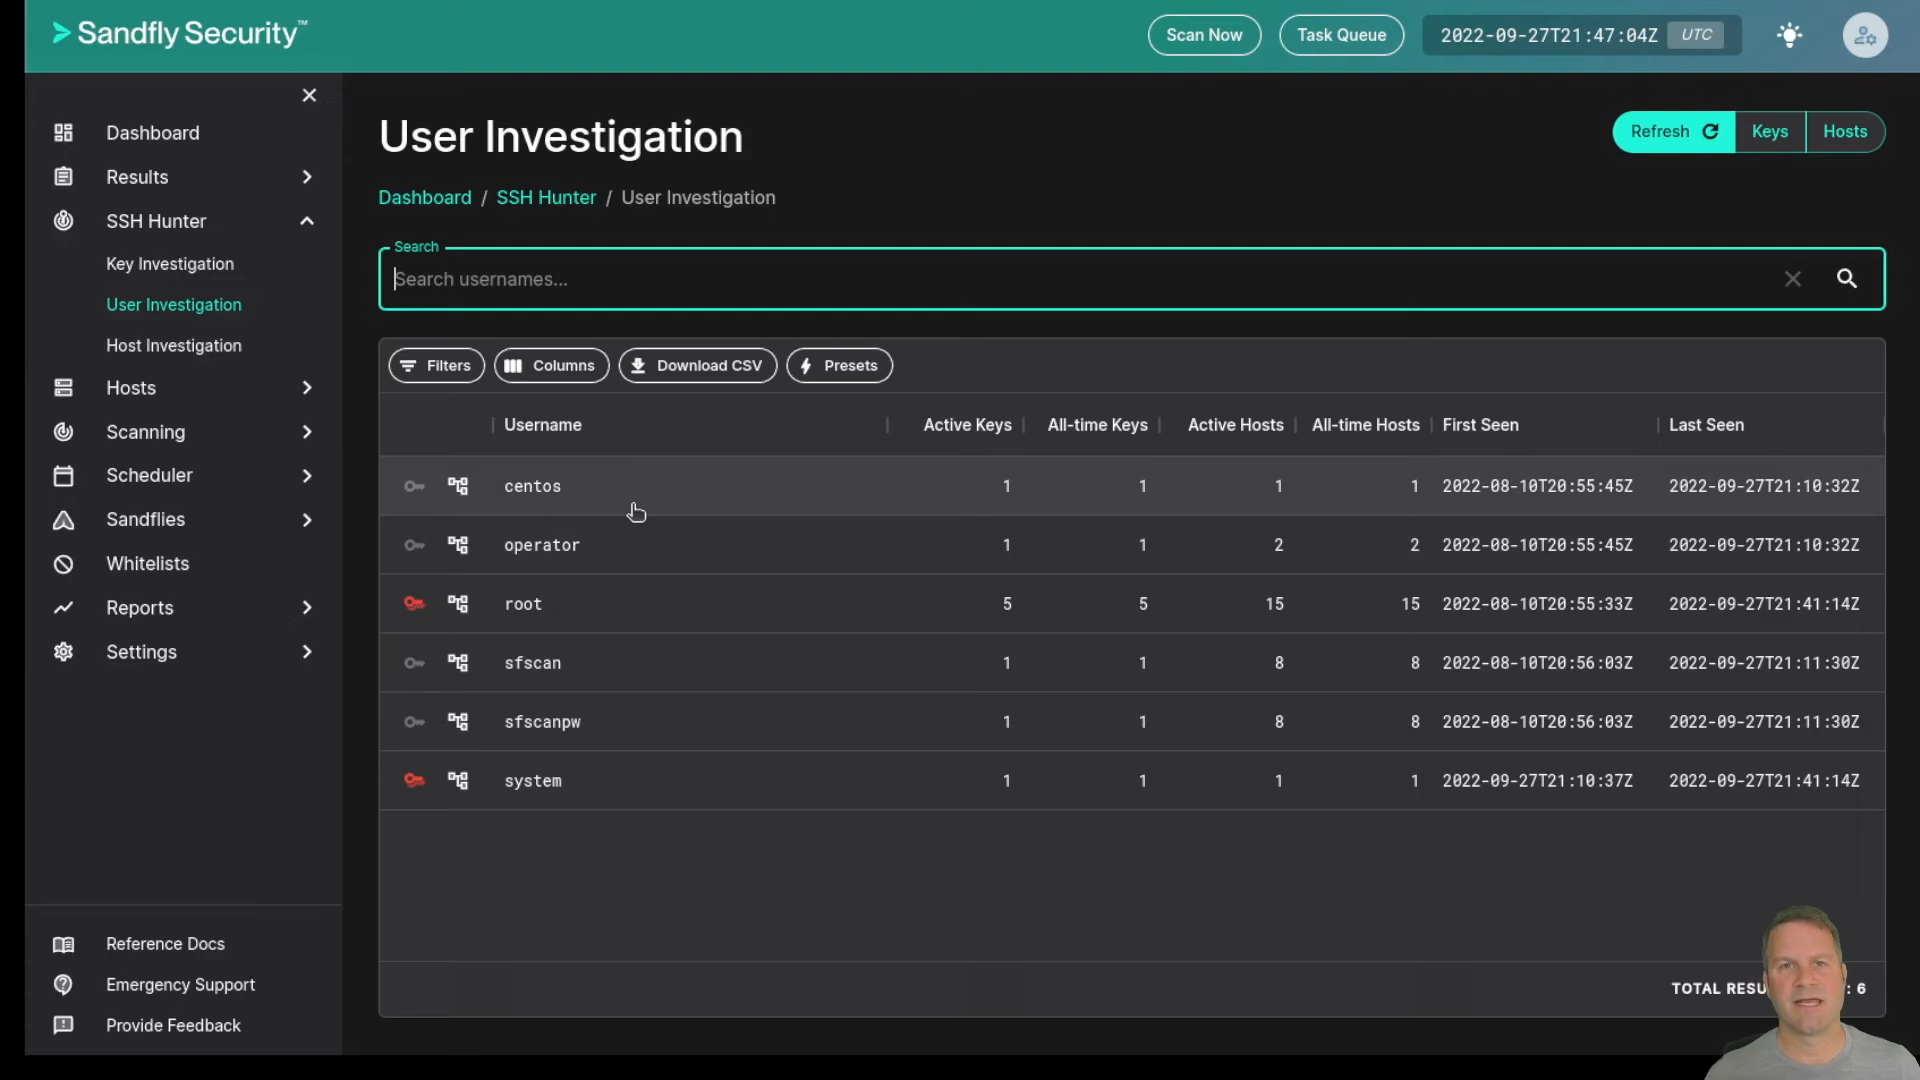 Sandfly Security™
Scan Now
Task Queue
2022-09-27T21:47:04Z UTC
Dashboard
Results
SSH Hunter
Key Investigation
User Investigation
Host Investigation
Hosts
Scanning
Scheduler
Sandflies
Whitelists
Reports
Settings
Reference Docs
Emergency Support
Provide Feedback
User Investigation
Refresh Keys Hosts
Dashboard / SSH Hunter / User Investigation
Search
Search usernames...
Filters Columns Download CSV Presets
Username Active Keys All-time Keys Active Hosts All-time Hosts First Seen Last Seen
centos 1 1 1 1 2022-08-10T20:55:45Z 2022-09-27T21:10:32Z
operator 1 1 2 2 2022-08-10T20:55:45Z 2022-09-27T21:10:32Z
root 5 5 15 15 2022-08-10T20:55:33Z 2022-09-27T21:41:14Z
sfscan 1 1 8 8 2022-08-10T20:56:03Z 2022-09-27T21:11:30Z
sfscanpw 1 1 8 8 2022-08-10T20:56:03Z 2022-09-27T21:11:30Z
system 1 1 1 1 2022-09-27T21:10:37Z 2022-09-27T21:41:14Z
TOTAL : 6